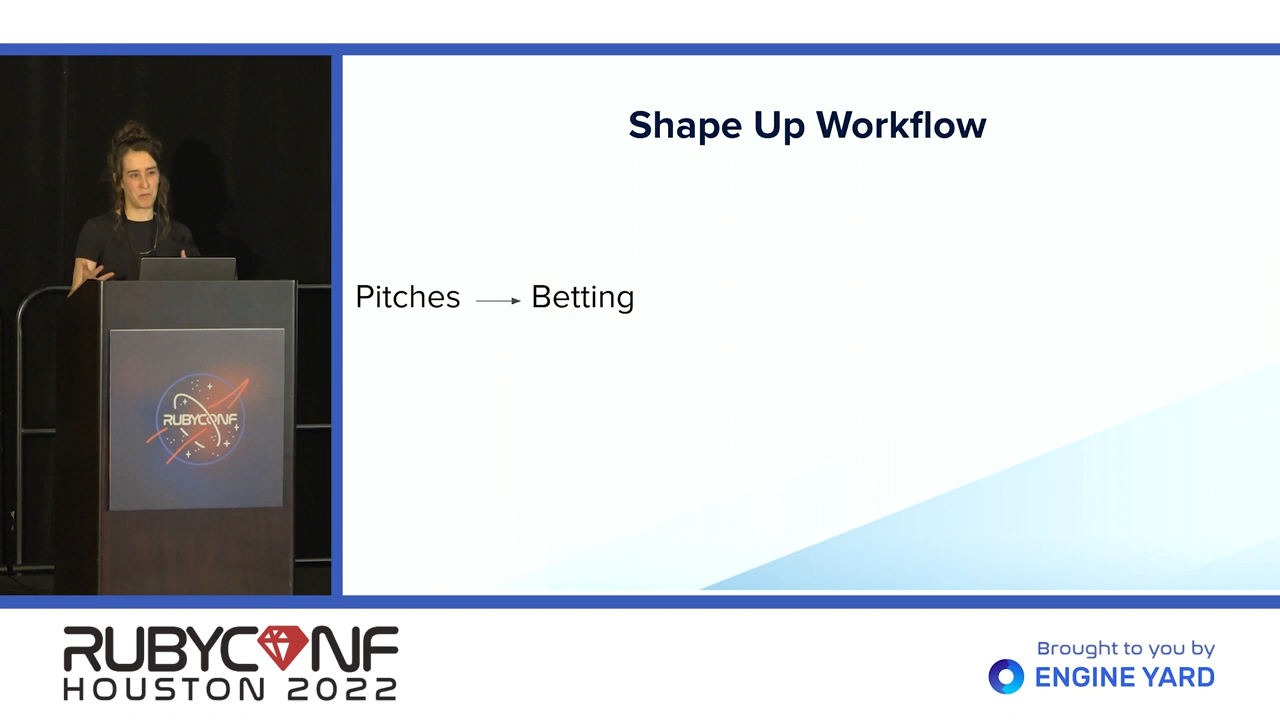 Shape Up Workflow
Pitches → Betting
RUBYCONF
RUBYCONF
HOUSTON 2022
Brought to you by
ENGINE YARD